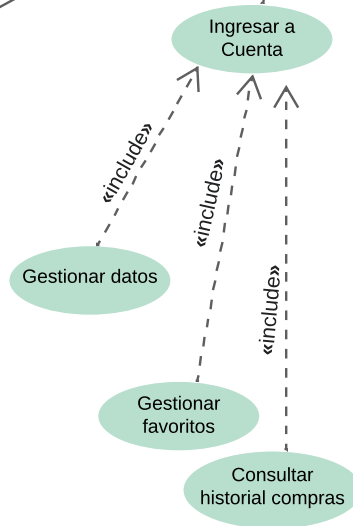 Ingresar a
Cuenta
«include»
«include»
«include»
Gestionar datos
Gestionar
favoritos
Consultar
historial compras